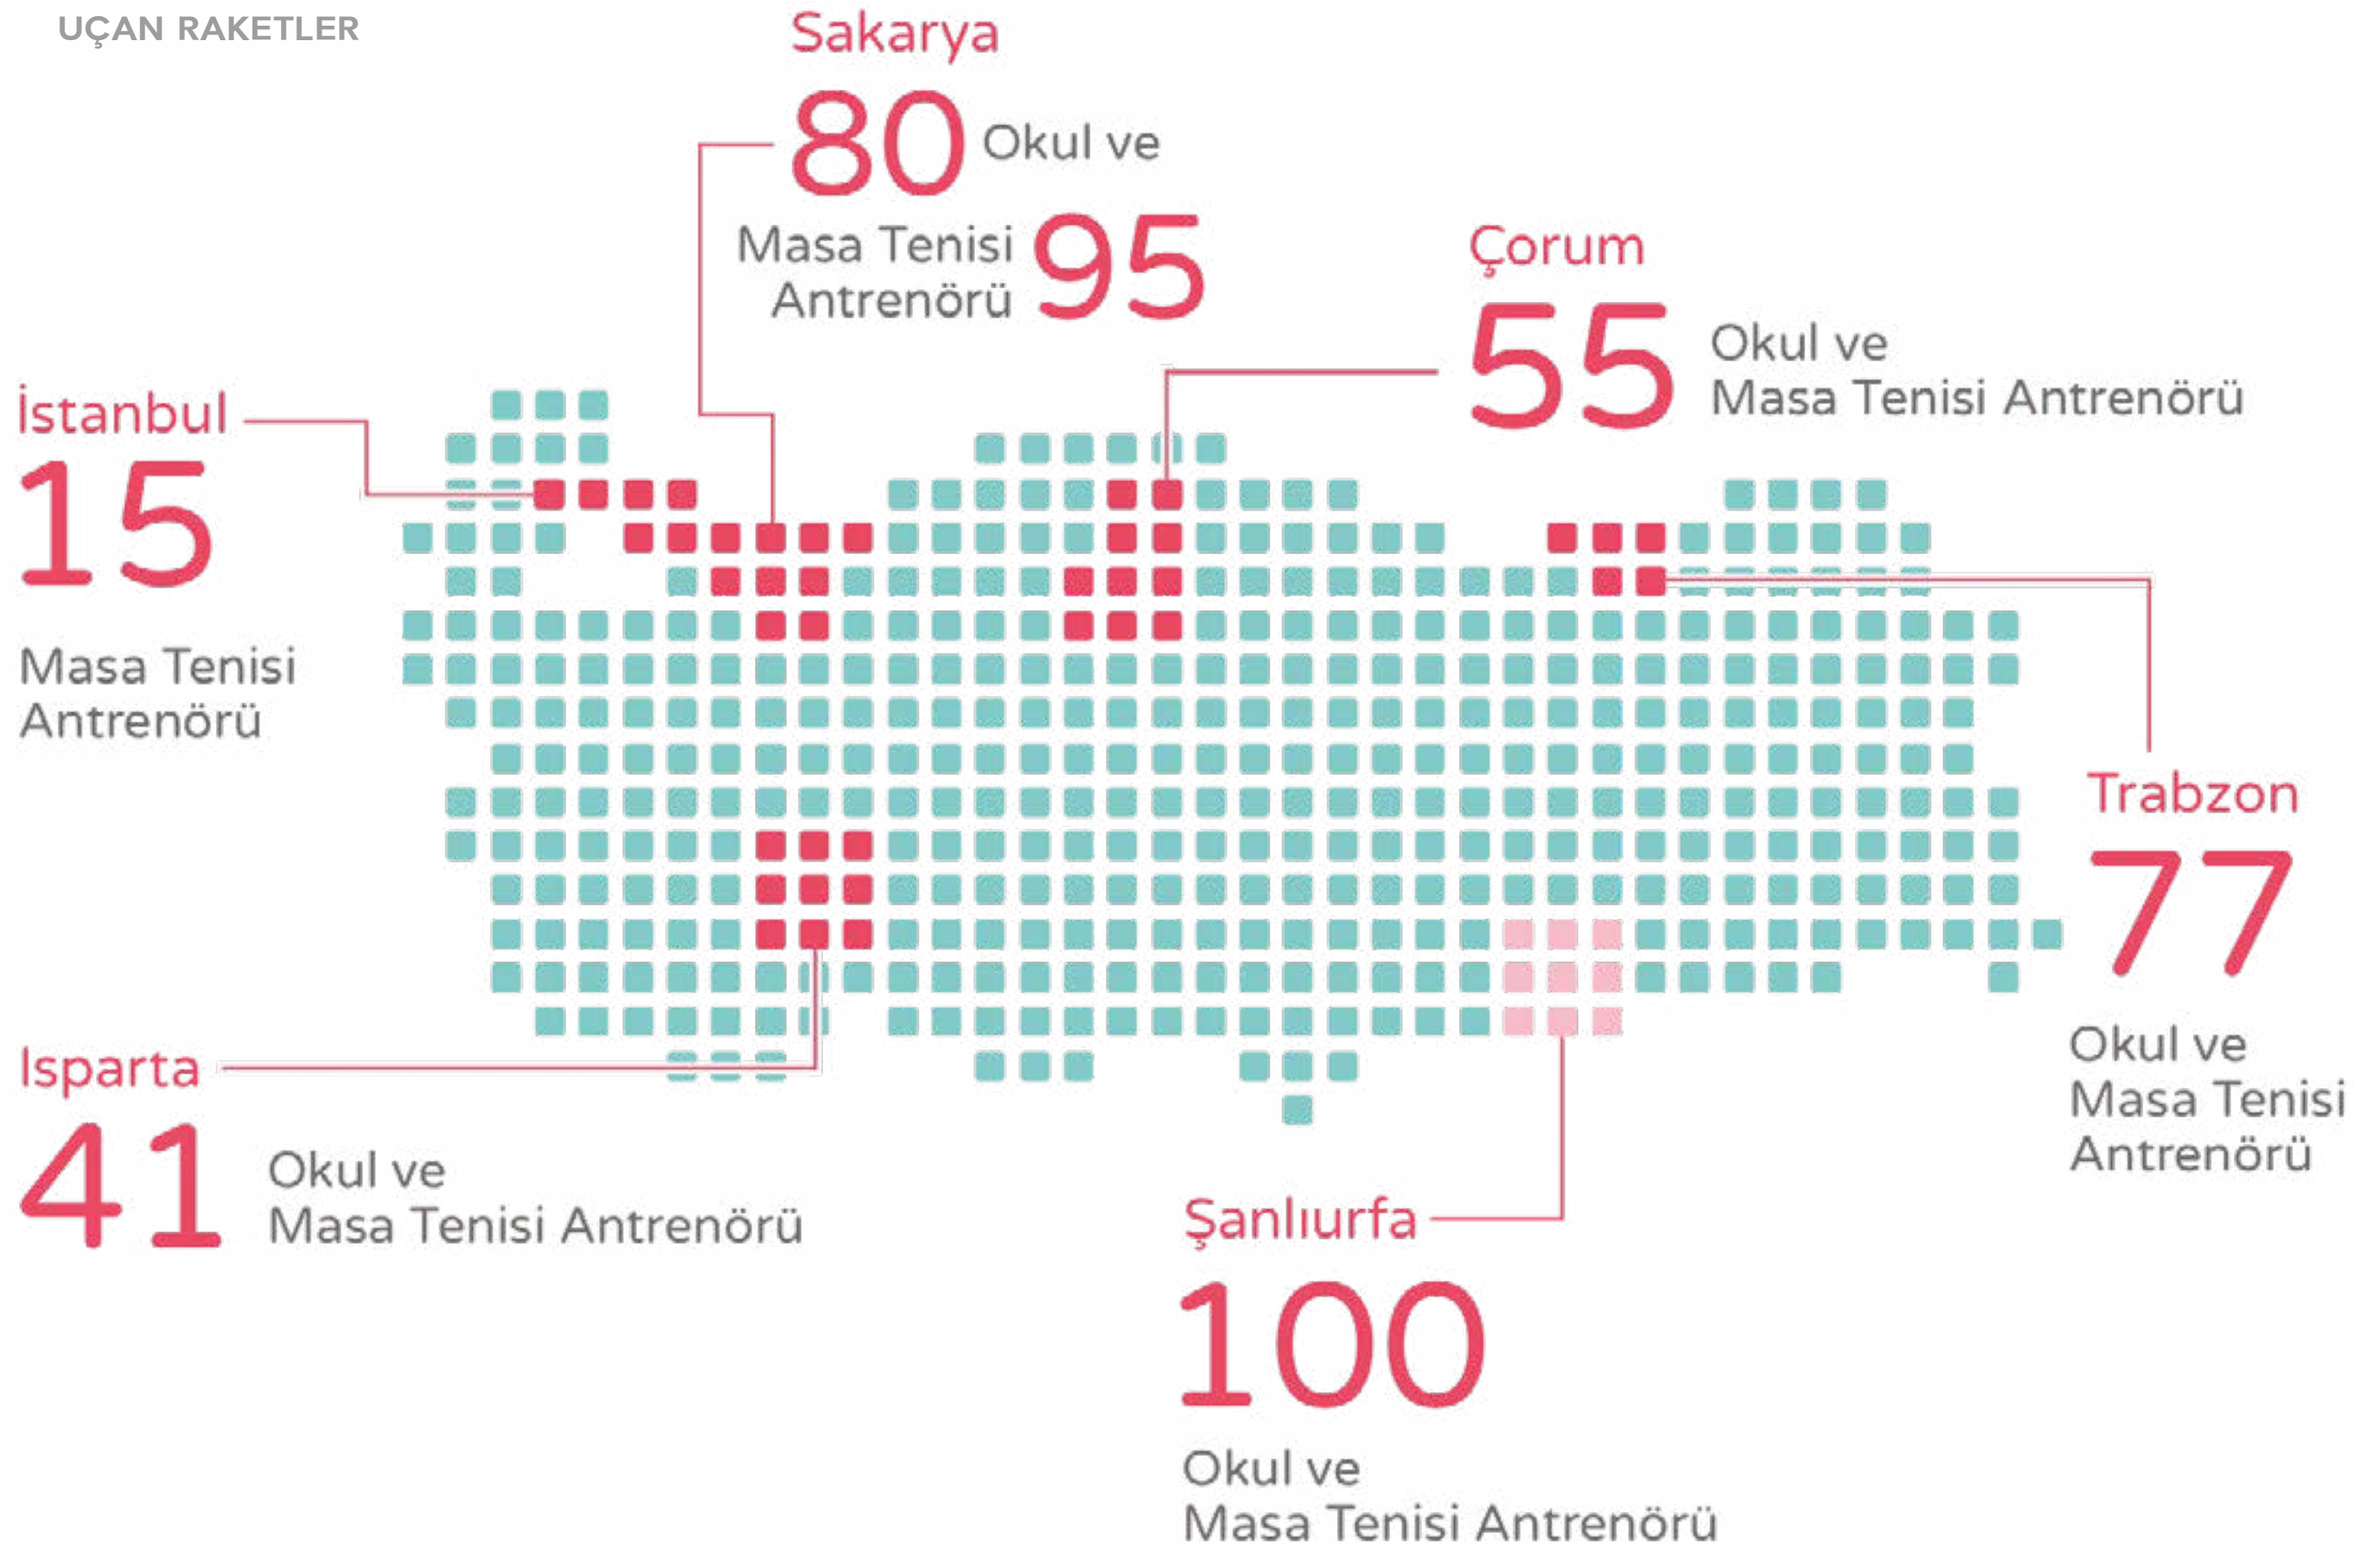 UÇAN RAKETLER
Sakarya
80 Okul ve
Masa Tenisi
Antrenörü 95
Çorum
55 Okul ve
Masa Tenisi Antrenörü
İstanbul
15
Masa Tenisi
Antrenörü
Trabzon
77
Okul ve
Masa Tenisi
Antrenörü
Isparta
41 Okul ve
Masa Tenisi Antrenörü
Şanlıurfa
100
Okul ve
Masa Tenisi Antrenörü